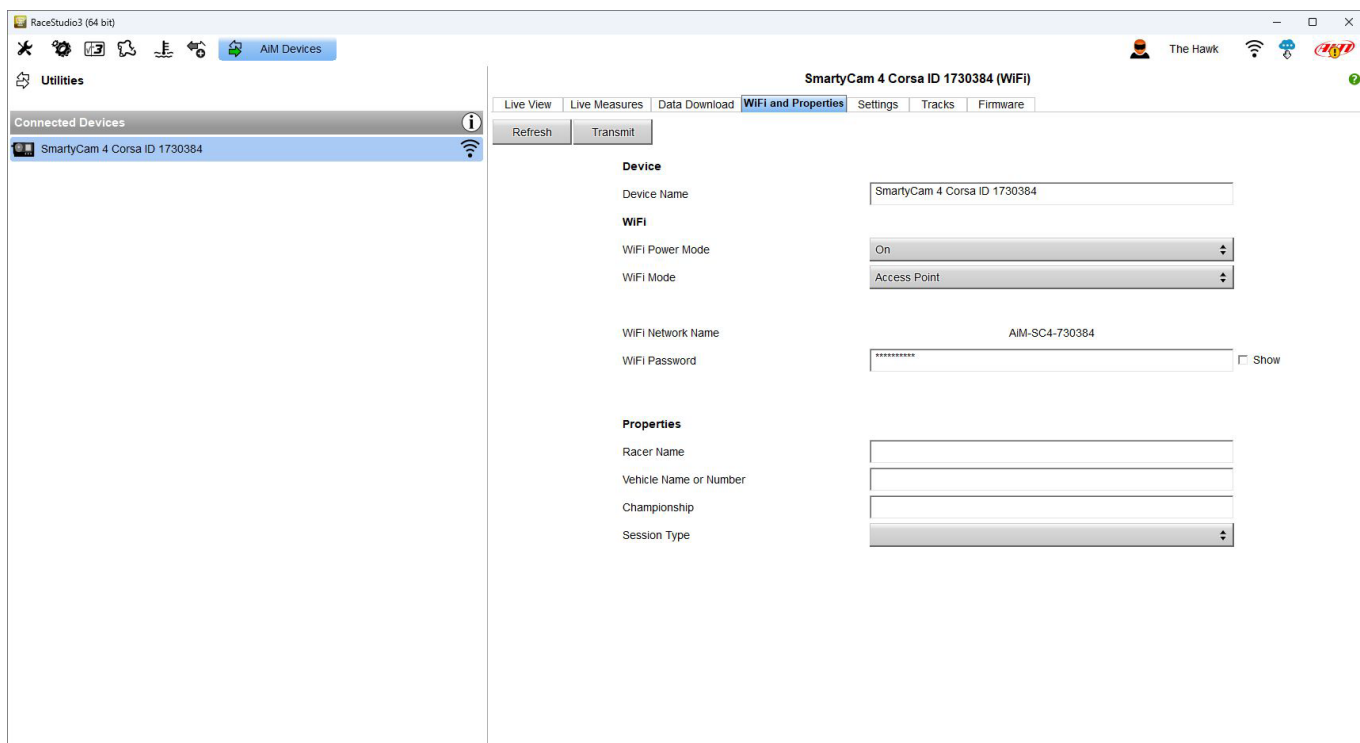 RaceStudio3 (64 bit)
AiM Devices
The Hawk
Utilities
SmartyCam 4 Corsa ID 1730384 (WiFi)
Live View Live Measures Data Download WiFi and Properties Settings Tracks Firmware
Connected Devices
SmartyCam 4 Corsa ID 1730384
Refresh Transmit
Device
Device Name SmartyCam 4 Corsa ID 1730384
WiFi
WiFi Power Mode On
WiFi Mode Access Point
WiFi Network Name AiM-SC4-730384
WiFi Password ********** Show
Properties
Racer Name
Vehicle Name or Number
Championship
Session Type